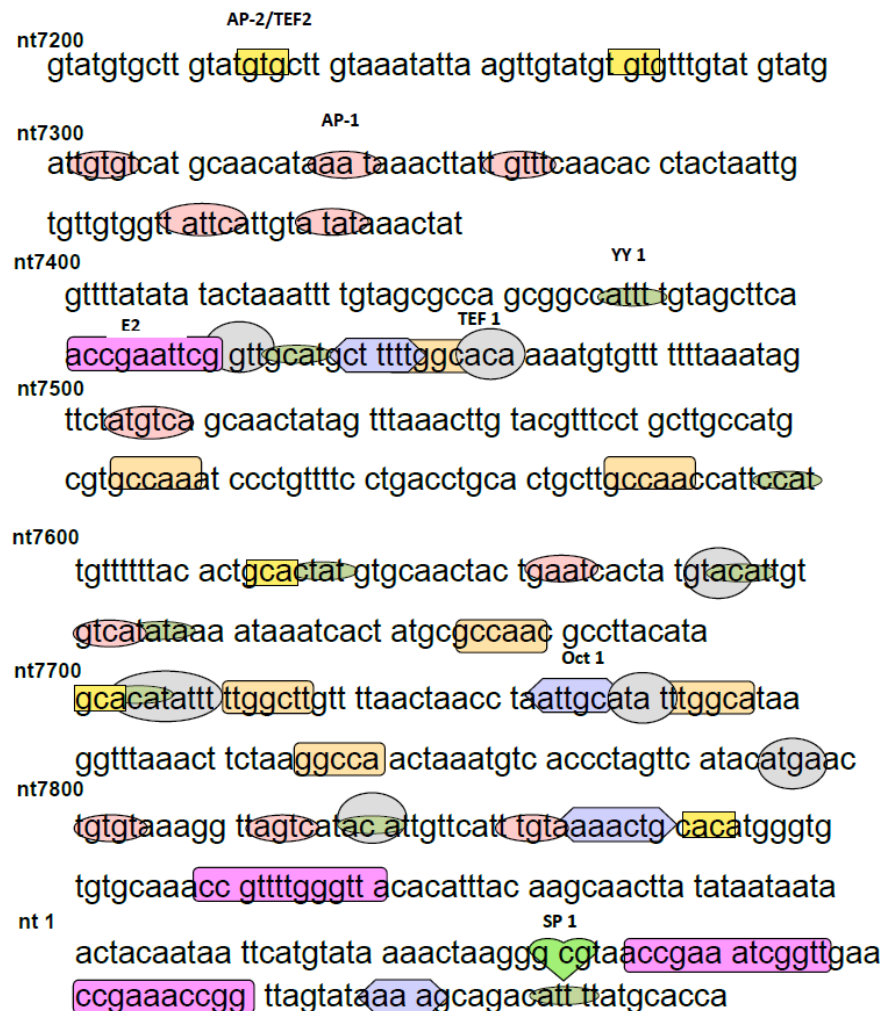 AP-2/TEF2
nt7200
gtatgtgctt gtatgtgctt gtaaatatta agttgtatgt gtgtttgtat gtatg
nt7300
AP-1
attgtgtcat gcaacataaa taaacttatt gtttcaacac ctactaattg
tgttgtggtt attcattgta tataaactat
nt7400
YY 1
gttttatata tactaaattt tgtagcgcca gcggccattt tgtagcttca
E2
TEF 1
accgaattcg gttgcatgct ttttggcaca aaatgtgttt ttttaaatag
nt7500
ttctatgtca gcaactatag tttaaacttg tacgtttcct gcttgccatg
cgtgccaaat ccctgttttc ctgacctgca ctgcttgccaaccattccat
nt7600
tgttttttac actgcactat gtgcaactac tgaatcacta tgtacattgt
gtcatataaa ataaatcact atgcgccaac gccttacata
nt7700
Oct 1
gcacatattt ttggcttgtt ttaactaacc taattgcata tttggcataa
ggtttaaact tctaaggcca actaaatgtc accctagttc atacatgaac
nt7800
tgtgtaaagg ttagtcatac attgttcatt tgtaaaactg cacatgggtg
tgtgcaaacc gttttgggtt acacatttac aagcaactta tataataata
nt 1
SP 1
actacaataa ttcatgtata aaactaaggg cgtaaccgaa atcggttgaa
ccgaaaccgg ttagtataaa agcagacattt tatgcacca